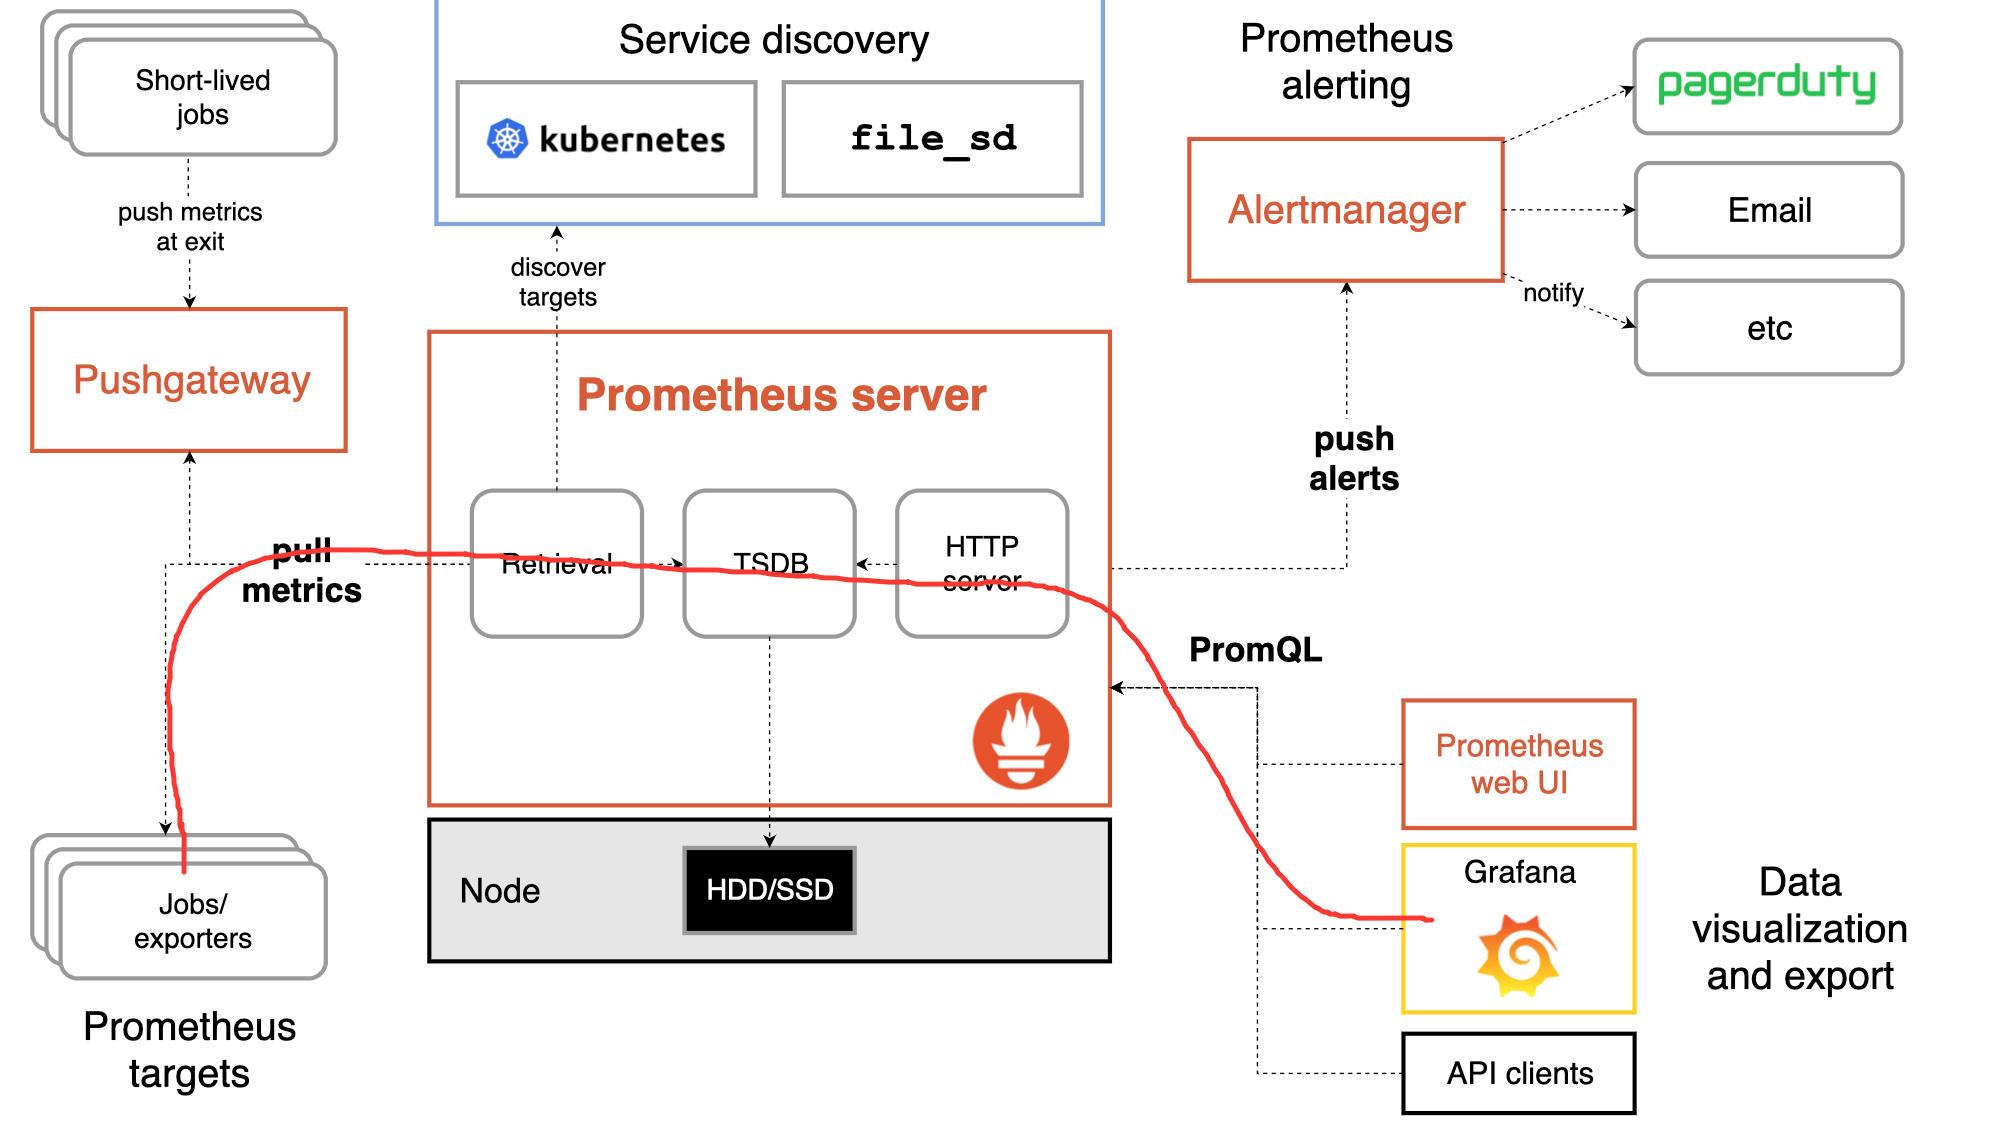 Short-lived
jobs
push metrics
at exit
Pushgateway
pull
metrics
Jobs/
exporters
Prometheus
targets
Service discovery
kubernetes
file_sd
discover
targets
Prometheus server
Retrieval
TSDB
HTTP
server
Node
HDD/SSD
Prometheus
alerting
Alertmanager
pagerduty
Email
notify
etc
push
alerts
PromQL
Prometheus
web UI
Grafana
API clients
Data
visualization
and export